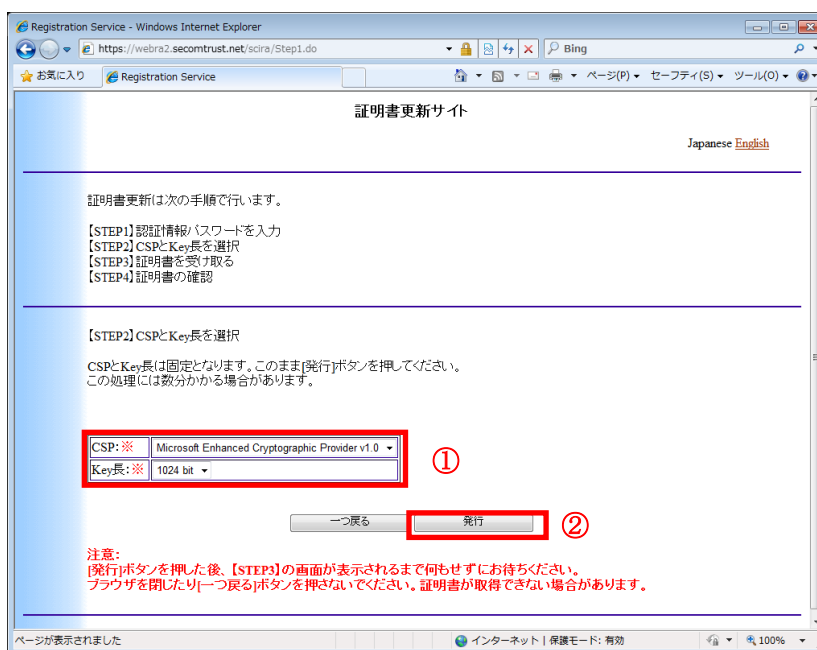 Registration Service - Windows Internet Explorer
https://webra2.secomtrust.net/scira/Step1.do
Bing
お気に入り
Registration Service
ページ(P)
セーフティ(S)
ツール(O)
証明書更新サイト
Japanese English
証明書更新は次の手順で行います。
【STEP1】認証情報パスワードを入力
【STEP2】CSPとKey長を選択
【STEP3】証明書を受け取る
【STEP4】証明書の確認
【STEP2】CSPとKey長を選択
CSPとKey長は固定となります。このまま[発行]ボタンを押してください。
この処理には数分かかる場合があります。
CSP:※ Microsoft Enhanced Cryptographic Provider v1.0
①
Key長:※ 1024 bit
一つ戻る
発行
②
注意:
[発行]ボタンを押した後、【STEP3】の画面が表示されるまで何もせずにお待ちください。
ブラウザを閉じたり[一つ戻る]ボタンを押さないでください。証明書が取得できない場合があります。
ページが表示されました
インターネット | 保護モード: 有効
100%